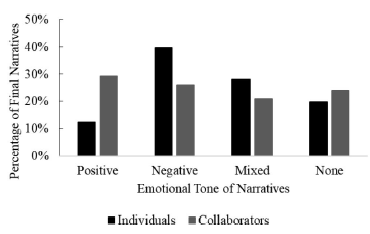 50%
40%
30%
20%
10%
0%
Percentage of Final Narratives
Positive Negative Mixed None
Emotional Tone of Narratives
Individuals Collaborators